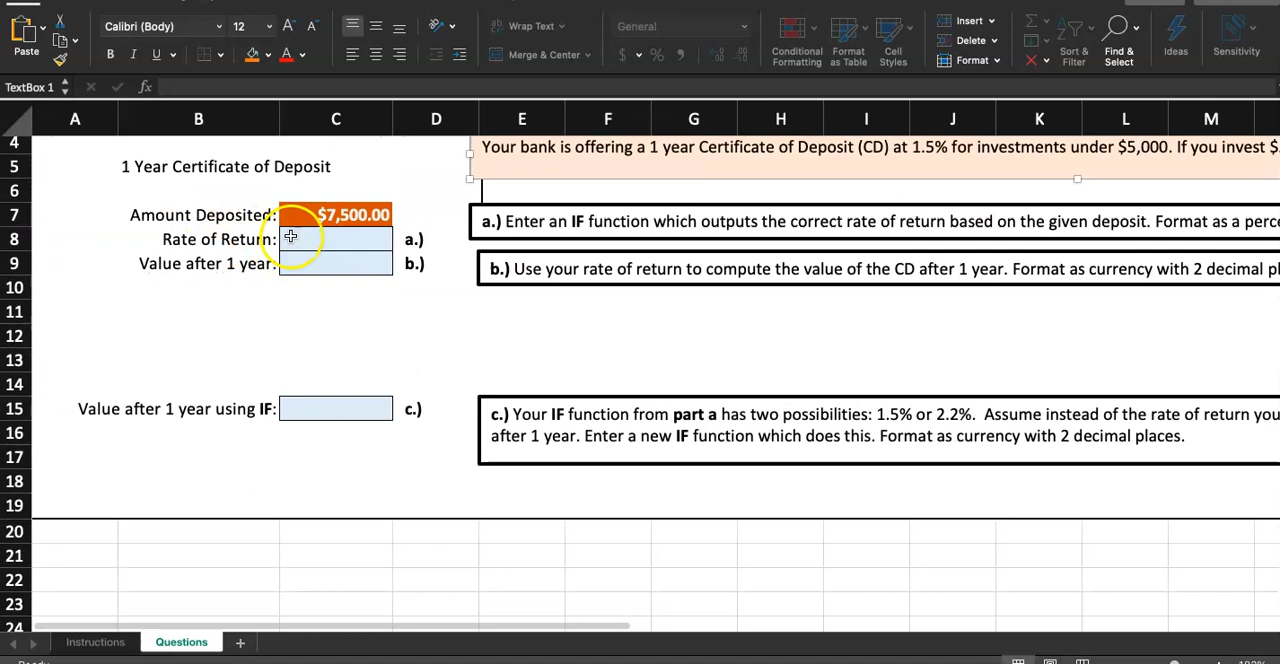 Calibri (Body) 12 A^ Av Wrap Text General Insert Σ
Paste B I U A Merge & Center $ % 9 Conditional Formatting Format as Table Cell Styles Delete Format Sort & Filter Find & Select Ideas Sensitivity
TextBox 1 fx
A B C D E F G H I J K L M
4 Your bank is offering a 1 year Certificate of Deposit (CD) at 1.5% for investments under $5,000. If you invest $
5 1 Year Certificate of Deposit
6
7 Amount Deposited: $7,500.00 a.) Enter an IF function which outputs the correct rate of return based on the given deposit. Format as a perce
8 Rate of Return: a.)
9 Value after 1 year: b.) b.) Use your rate of return to compute the value of the CD after 1 year. Format as currency with 2 decimal pl
10
11
12
13
14
15 Value after 1 year using IF: c.) c.) Your IF function from part a has two possibilities: 1.5% or 2.2%. Assume instead of the rate of return you
16 after 1 year. Enter a new IF function which does this. Format as currency with 2 decimal places.
17
18
19
20
21
22
23
24
Instructions Questions +